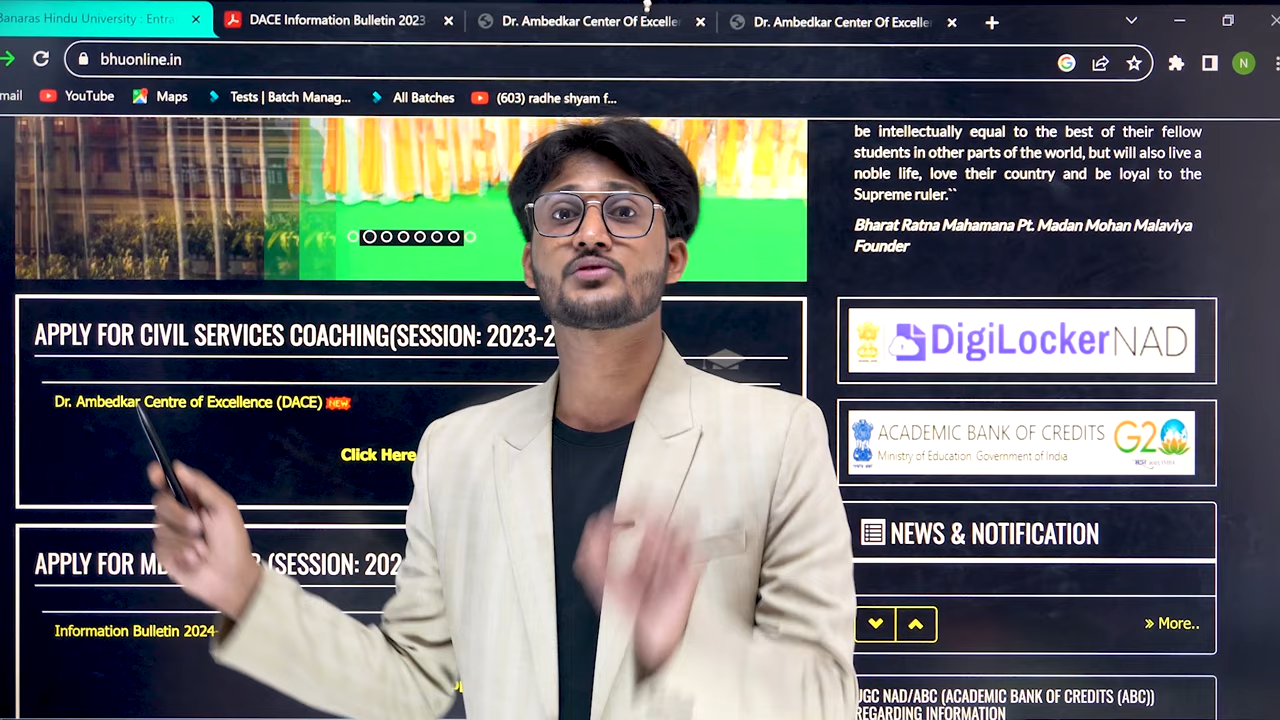 Banaras Hindu University : Entra
DACE Information Bulletin 2023
Dr. Ambedkar Center Of Excelle
Dr. Ambedkar Center Of Excelle
bhuonline.in
G
N
mail
YouTube
Maps
Tests | Batch Manag...
All Batches
(603) radhe shyam f...
be intellectually equal to the best of their fellow
students in other parts of the world, but will also live a
noble life, love their country and be loyal to the
Supreme ruler.``
Bharat Ratna Mahamana Pt. Madan Mohan Malaviya
Founder
APPLY FOR CIVIL SERVICES COACHING(SESSION: 2023-2
Dr. Ambedkar Centre of Excellence (DACE) NEW
Click Here
DigiLockerNAD
ACADEMIC BANK OF CREDITS
Ministry of Education Government of India
G20
NEWS & NOTIFICATION
» More..
APPLY FOR (SESSION: 202
Information Bulletin 2024-
UGC NAD/ABC (ACADEMIC BANK OF CREDITS (ABC))
REGARDING INFORMATION